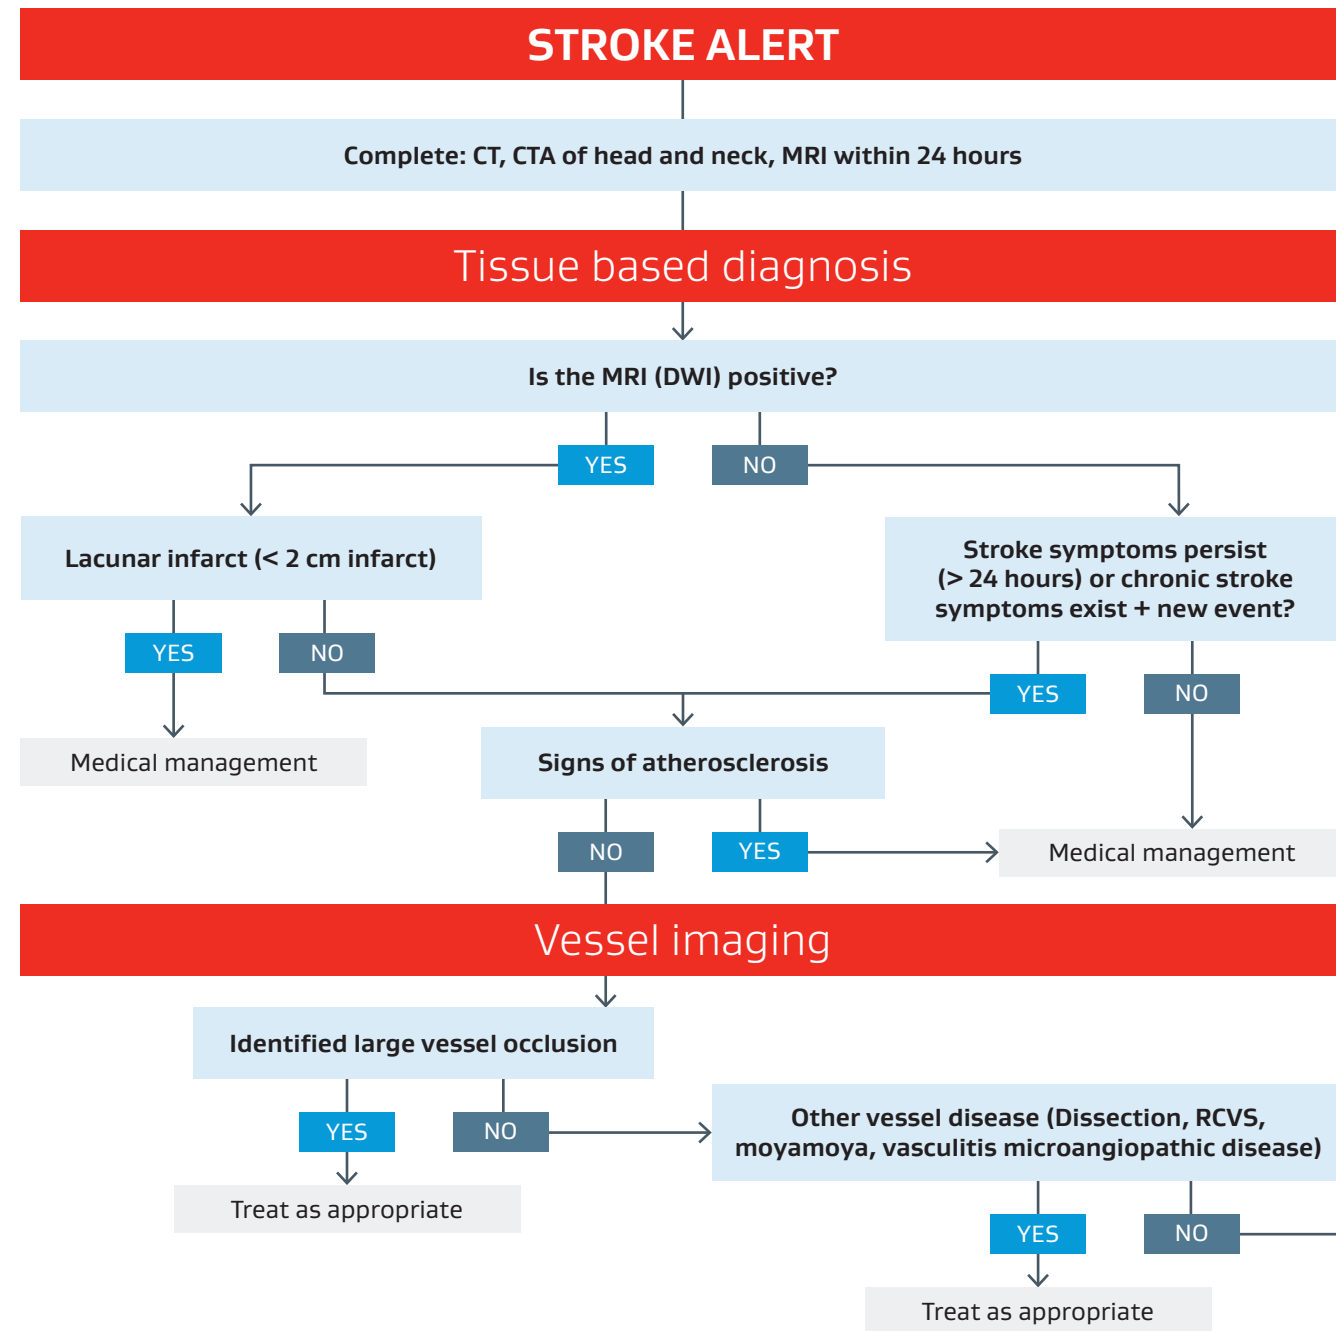 STROKE ALERT
Complete: CT, CTA of head and neck, MRI within 24 hours
Tissue based diagnosis
Is the MRI (DWI) positive?
YES
NO
Lacunar infarct (< 2 cm infarct)
Stroke symptoms persist
(> 24 hours) or chronic stroke
symptoms exist + new event?
YES
NO
YES
NO
Medical management
Signs of atherosclerosis
NO
YES
Medical management
Vessel imaging
Identified large vessel occlusion
YES
NO
Other vessel disease (Dissection, RCVS,
moyamoya, vasculitis microangiopathic disease)
Treat as appropriate
YES
NO
Treat as appropriate